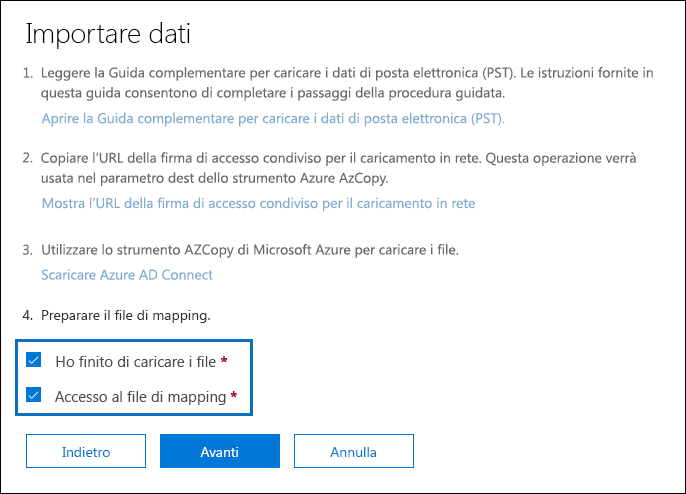 Importare dati
1. Leggere la Guida complementare per caricare i dati di posta elettronica (PST). Le istruzioni fornite in
questa guida consentono di completare i passaggi della procedura guidata.
Aprire la Guida complementare per caricare i dati di posta elettronica (PST).
2. Copiare l'URL della firma di accesso condiviso per il caricamento in rete. Questa operazione verrà
usata nel parametro dest dello strumento Azure AzCopy.
Mostra l'URL della firma di accesso condiviso per il caricamento in rete
3. Utilizzare lo strumento AZCopy di Microsoft Azure per caricare i file.
Scaricare Azure AD Connect
4. Preparare il file di mapping.
Ho finito di caricare i file *
Accesso al file di mapping *
Indietro Avanti Annulla